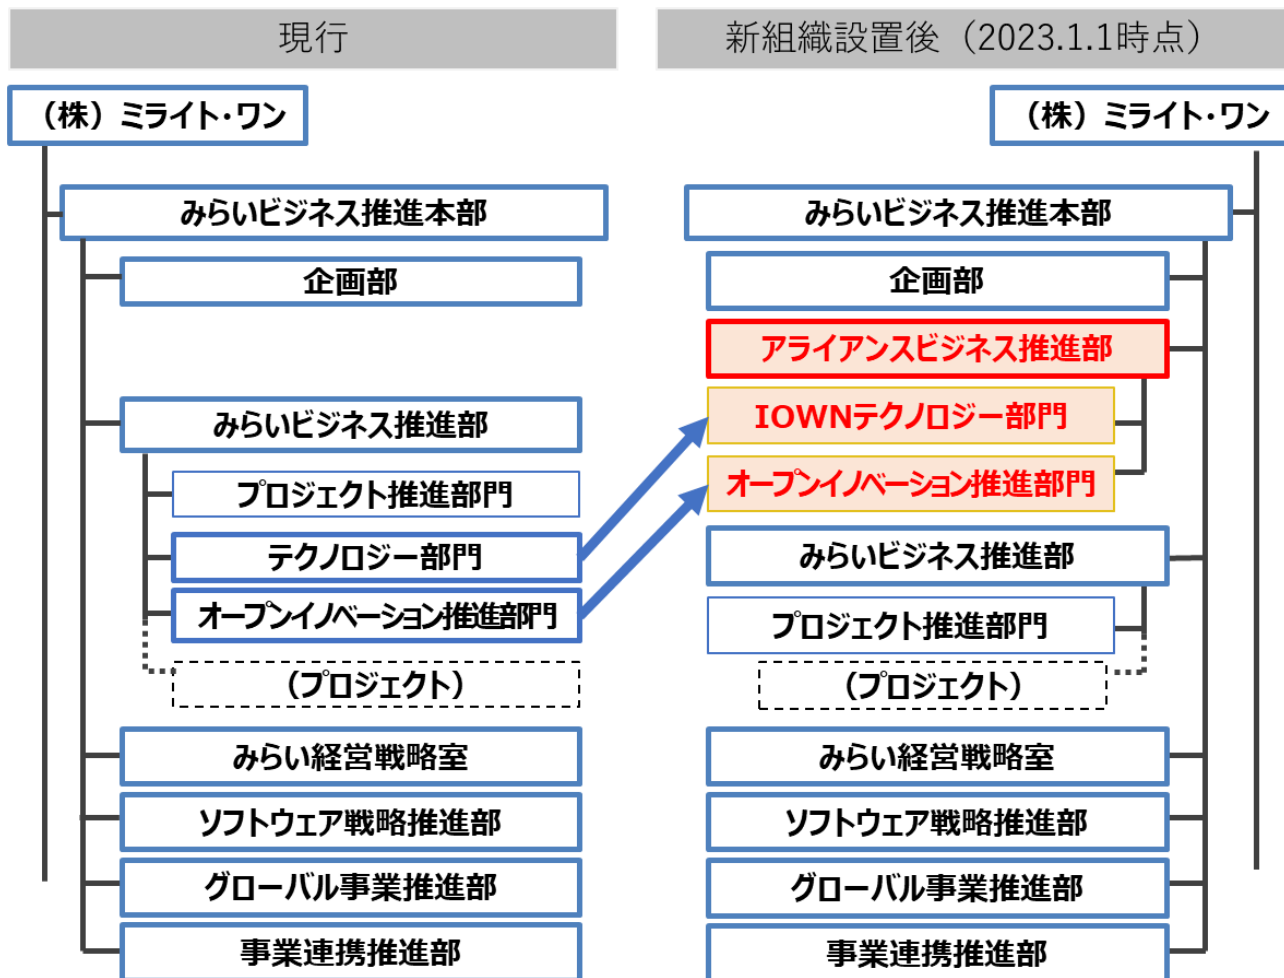 現行
（株）ミライト・ワン
みらいビジネス推進本部
企画部
みらいビジネス推進部
プロジェクト推進部門
テクノロジー部門
オープンイノベーション推進部門
（プロジェクト）
みらい経営戦略室
ソフトウェア戦略推進部
グローバル事業推進部
事業連携推進部
新組織設置後（2023.1.1時点）
（株）ミライト・ワン
みらいビジネス推進本部
企画部
アライアンスビジネス推進部
IOWNテクノロジー部門
オープンイノベーション推進部門
みらいビジネス推進部
プロジェクト推進部門
（プロジェクト）
みらい経営戦略室
ソフトウェア戦略推進部
グローバル事業推進部
事業連携推進部